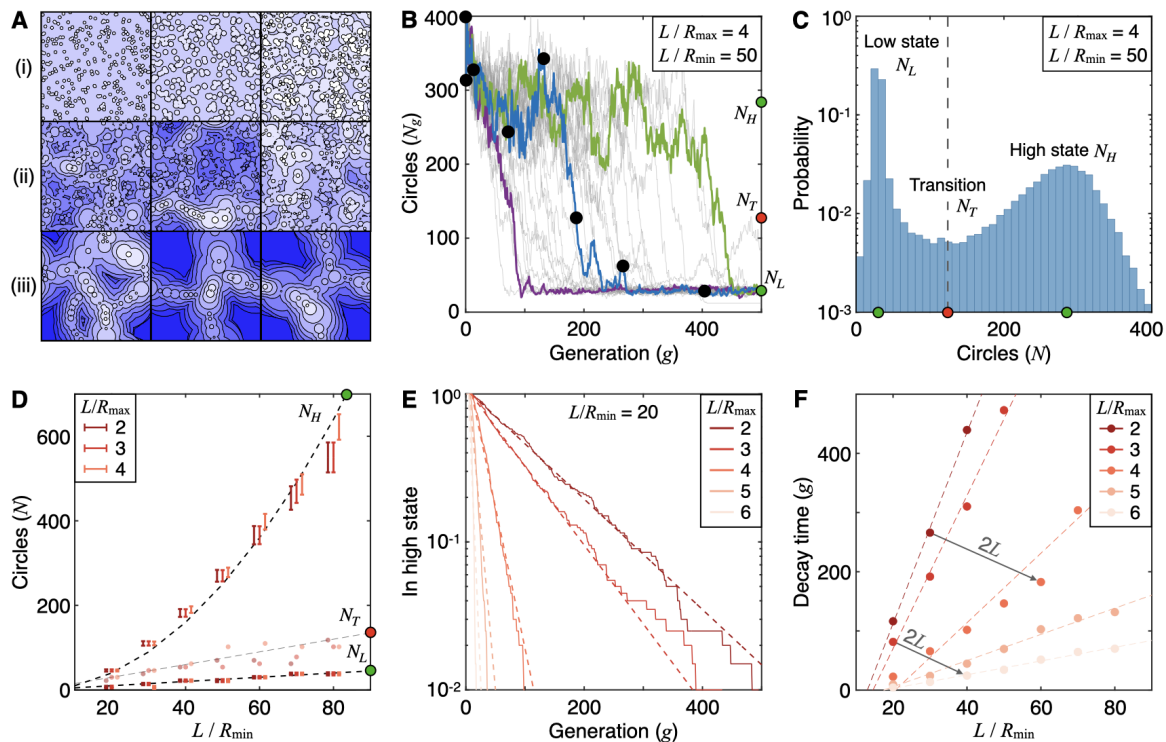 A
(i)
(ii)
(iii)
B
L / Rmax = 4
L / Rmin = 50
Circles (Ng)
400
300
200
100
0
0
200
400
Generation (g)
NH
NT
NL
C
L / Rmax = 4
L / Rmin = 50
Low state
NL
High state NH
Transition
NT
Probability
10^0
10^-1
10^-2
10^-3
0
200
400
Circles (N)
D
L/Rmax
2
3
4
NH
NT
NL
Circles (N)
600
400
200
0
20
40
60
80
L / Rmin
E
L/Rmin = 20
L/Rmax
2
3
4
5
6
In high state
10^0
10^-1
10^-2
0
200
400
Generation (g)
F
L/Rmax
2
3
4
5
6
2L
2L
Decay time (g)
400
200
0
20
40
60
80
L / Rmin